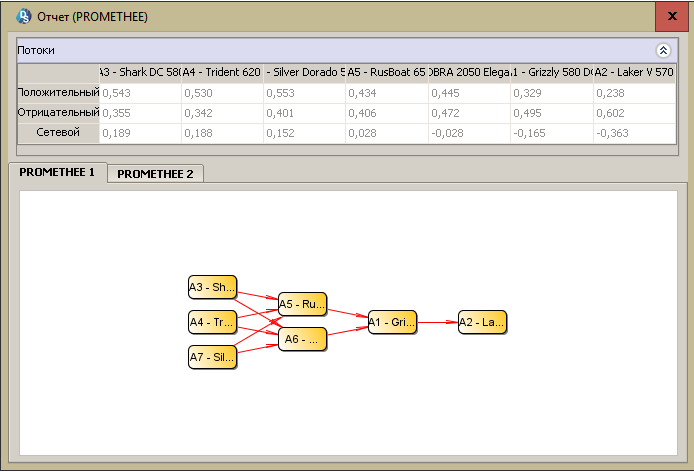 Отчет (PROMETHEE)
Потоки
A3 - Shark DC 580 A4 - Trident 620 - Silver Dorado 5 A5 - RusBoat 65 OBRA 2050 Elega 1 - Grizzly 580 DC A2 - Laker V 570
Положительный 0,543 0,530 0,553 0,434 0,445 0,329 0,238
Отрицательный 0,355 0,342 0,401 0,406 0,472 0,495 0,602
Сетевой 0,189 0,188 0,152 0,028 -0,028 -0,165 -0,363
PROMETHEE 1 PROMETHEE 2
A3 - Sh...
A5 - Ru...
A4 - Tr...
A1 - Gri...
A2 - La...
A6 - ...
A7 - Sil...